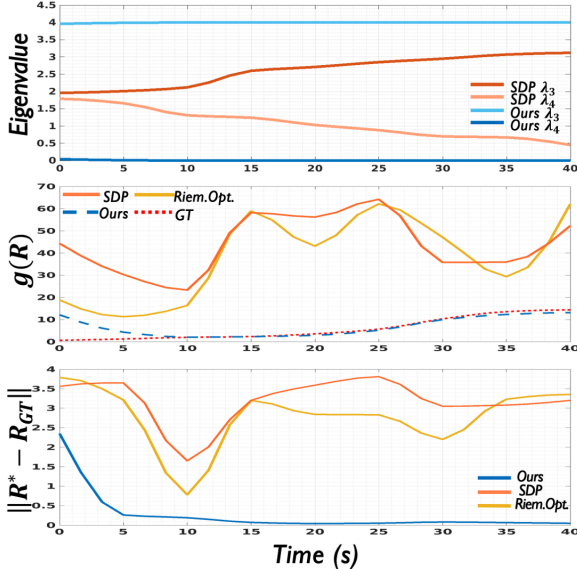 Eigenvalue
4.5
4
3.5
3
2.5
2
1.5
1
0.5
0
SDP λ3
SDP λ4
Ours λ3
Ours λ4
0 5 10 15 20 25 30 35 40
g(R)
70
60
50
40
30
20
10
0
SDP Riem.Opt.
Ours GT
0 5 10 15 20 25 30 35 40
‖R* − R_GT‖
4
3.5
3
2.5
2
1.5
1
0.5
0
Ours
SDP
Riem.Opt.
0 5 10 15 20 25 30 35 40
Time (s)